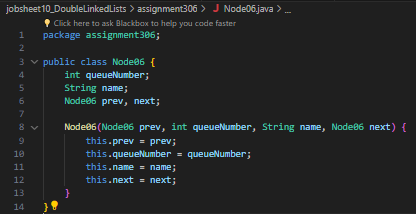 jobsheet10_DoubleLinkedLists > assignment306 > J Node06.java > ...
Click here to ask Blackbox to help you code faster
1 package assignment306;
2
3 public class Node06 {
4 int queueNumber;
5 String name;
6 Node06 prev, next;
7
8 Node06(Node06 prev, int queueNumber, String name, Node06 next) {
9 this.prev = prev;
10 this.queueNumber = queueNumber;
11 this.name = name;
12 this.next = next;
13 }
14 }